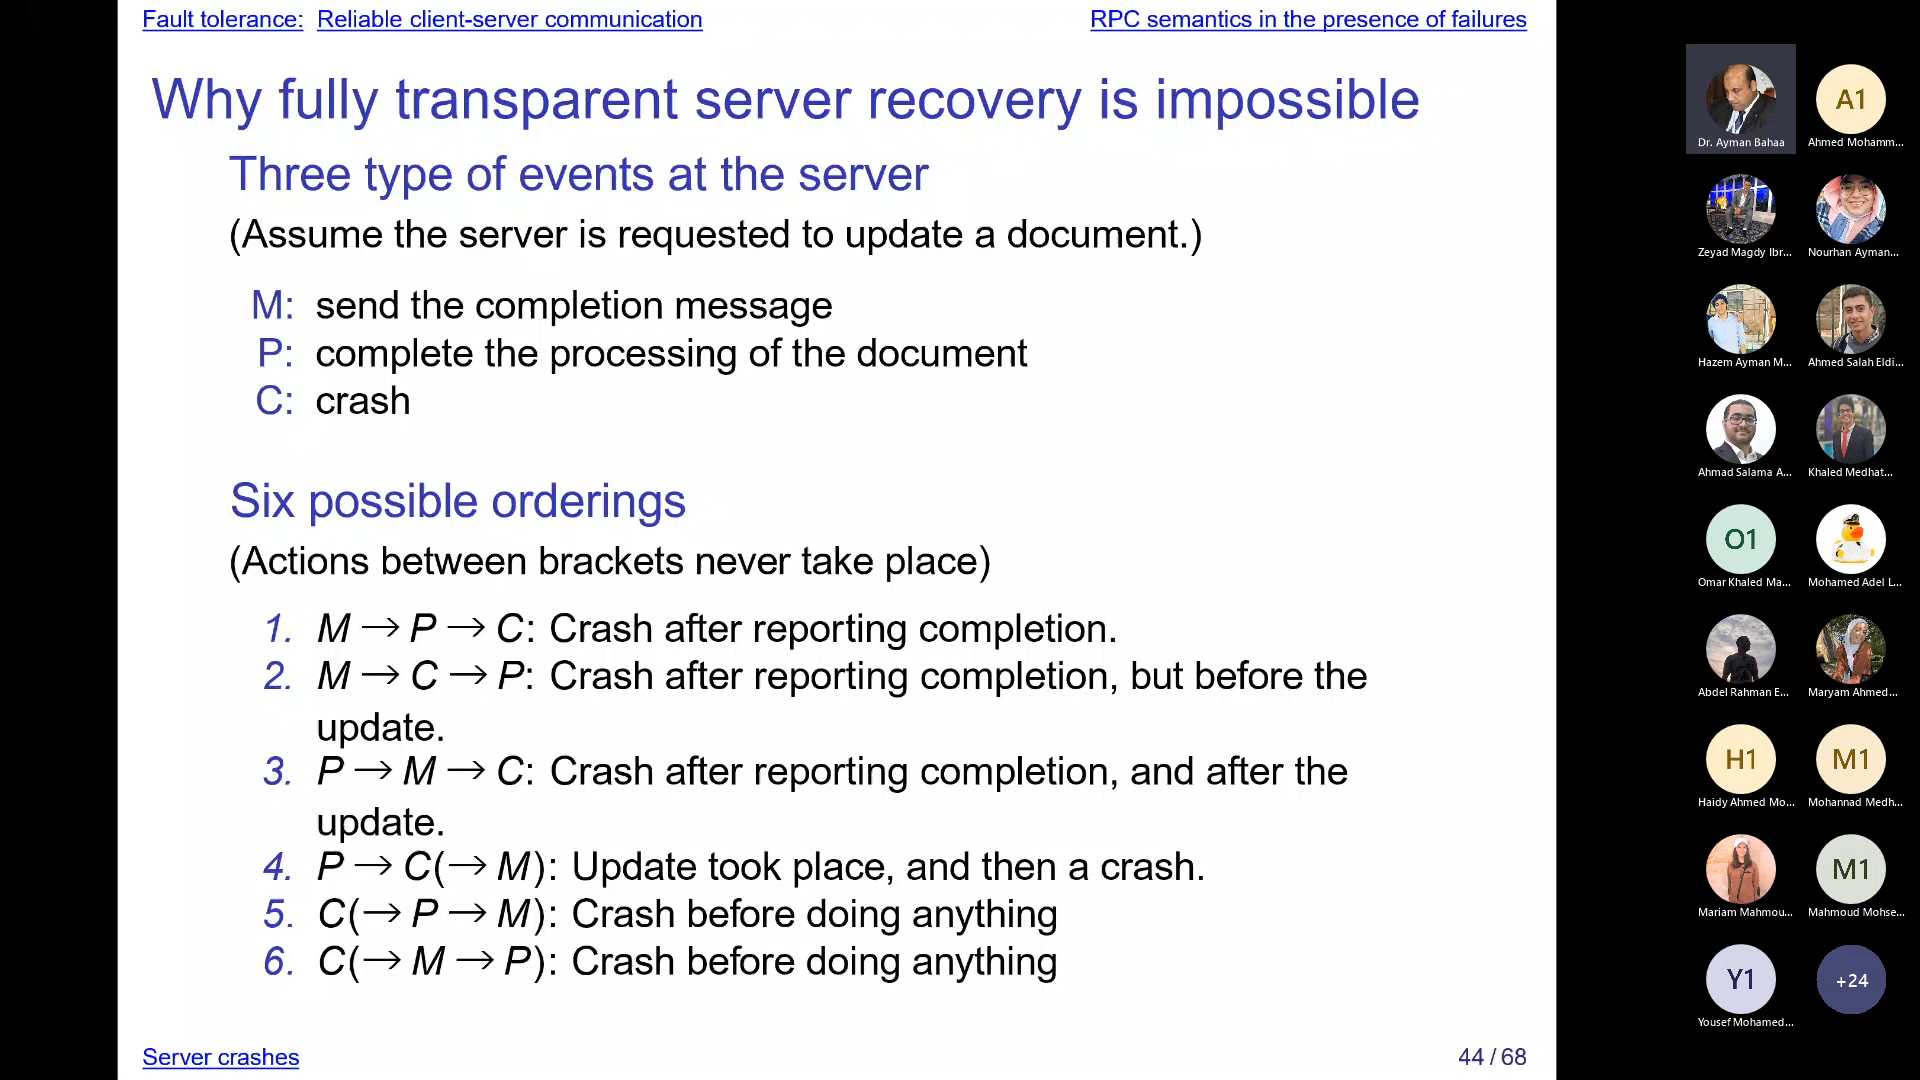 Fault tolerance: Reliable client-server communication
RPC semantics in the presence of failures
Why fully transparent server recovery is impossible
Three type of events at the server
(Assume the server is requested to update a document.)
M: send the completion message
P: complete the processing of the document
C: crash
Six possible orderings
(Actions between brackets never take place)
1. M → P → C: Crash after reporting completion.
2. M → C → P: Crash after reporting completion, but before the
update.
3. P → M → C: Crash after reporting completion, and after the
update.
4. P → C(→ M): Update took place, and then a crash.
5. C(→ P → M): Crash before doing anything
6. C(→ M → P): Crash before doing anything
Server crashes
44 / 68
Dr. Ayman Bahaa
A1
Ahmed Mohamm...
Zeyad Magdy Ibr...
Nourhan Ayman...
Hazem Ayman M...
Ahmed Salah Eldi...
Ahmad Salama A...
Khaled Medhat...
O1
Omar Khaled Ma...
Mohamed Adel L...
Abdel Rahman E...
Maryam Ahmed...
H1
Haidy Ahmed Mo...
M1
Mohannad Medh...
Mariam Mahmou...
M1
Mahmoud Mohse...
Y1
Yousef Mohamed...
+24